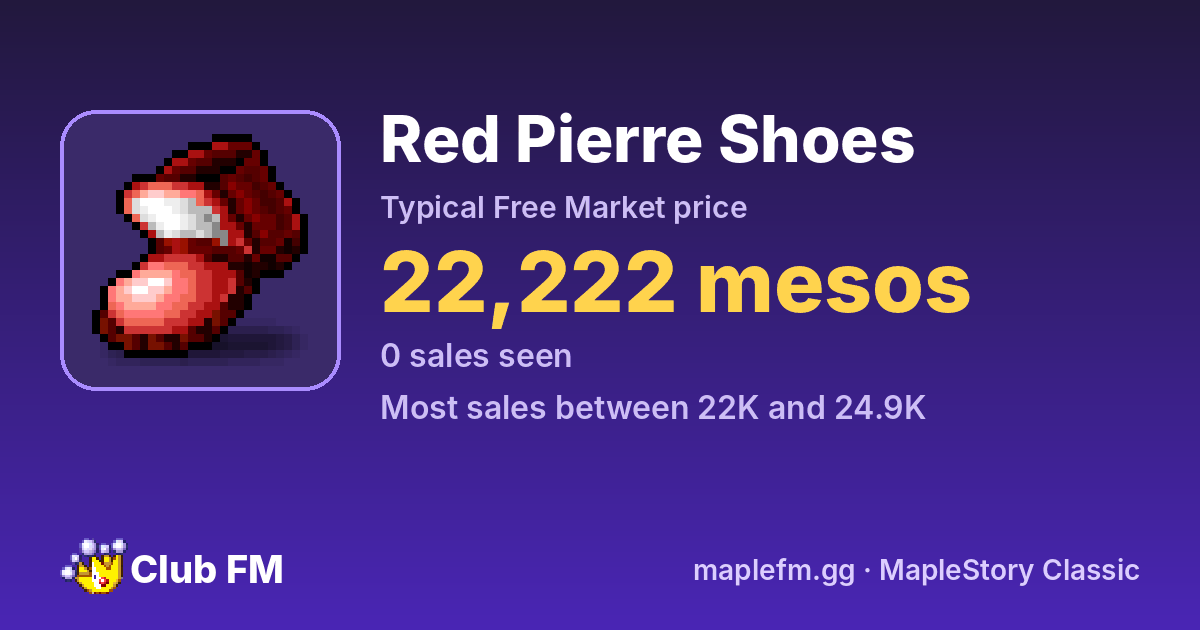 Red Pierre Shoes
Typical Free Market price
22,222 mesos
0 sales seen
Most sales between 22K and 24.9K
Club FM
maplefm.gg · MapleStory Classic